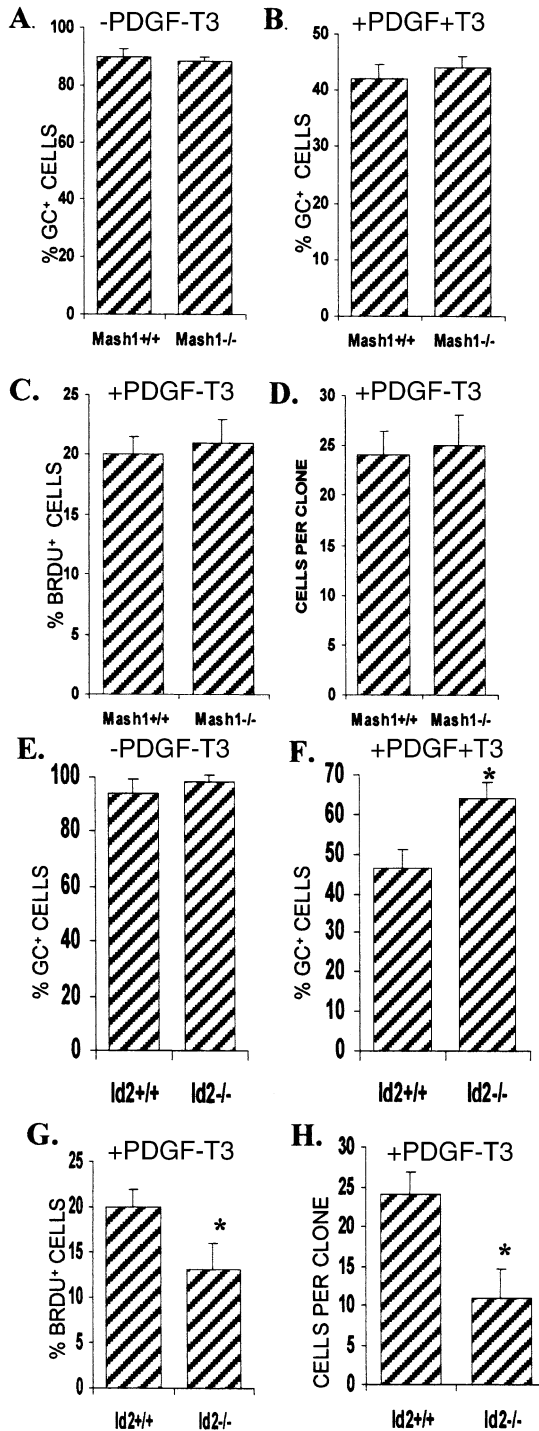 A.
-PDGF-T3
% GC+ CELLS
100
80
60
40
20
0
Mash1+/+ Mash1-/-
B.
+PDGF+T3
% GC+ CELLS
50
40
30
20
10
0
Mash1+/+ Mash1-/-
C.
+PDGF-T3
% BRDU+ CELLS
25
20
15
10
5
0
Mash1+/+ Mash1-/-
D.
+PDGF-T3
CELLS PER CLONE
30
25
20
15
10
5
0
Mash1+/+ Mash1-/-
E.
-PDGF-T3
% GC+ CELLS
100
80
60
40
20
0
Id2+/+ Id2-/-
F.
+PDGF+T3
% GC+ CELLS
70
60
50
40
30
20
10
0
*
Id2+/+ Id2-/-
G.
+PDGF-T3
% BRDU+ CELLS
25
20
15
10
5
0
*
Id2+/+ Id2-/-
H.
+PDGF-T3
CELLS PER CLONE
30
25
20
15
10
5
0
*
Id2+/+ Id2-/-